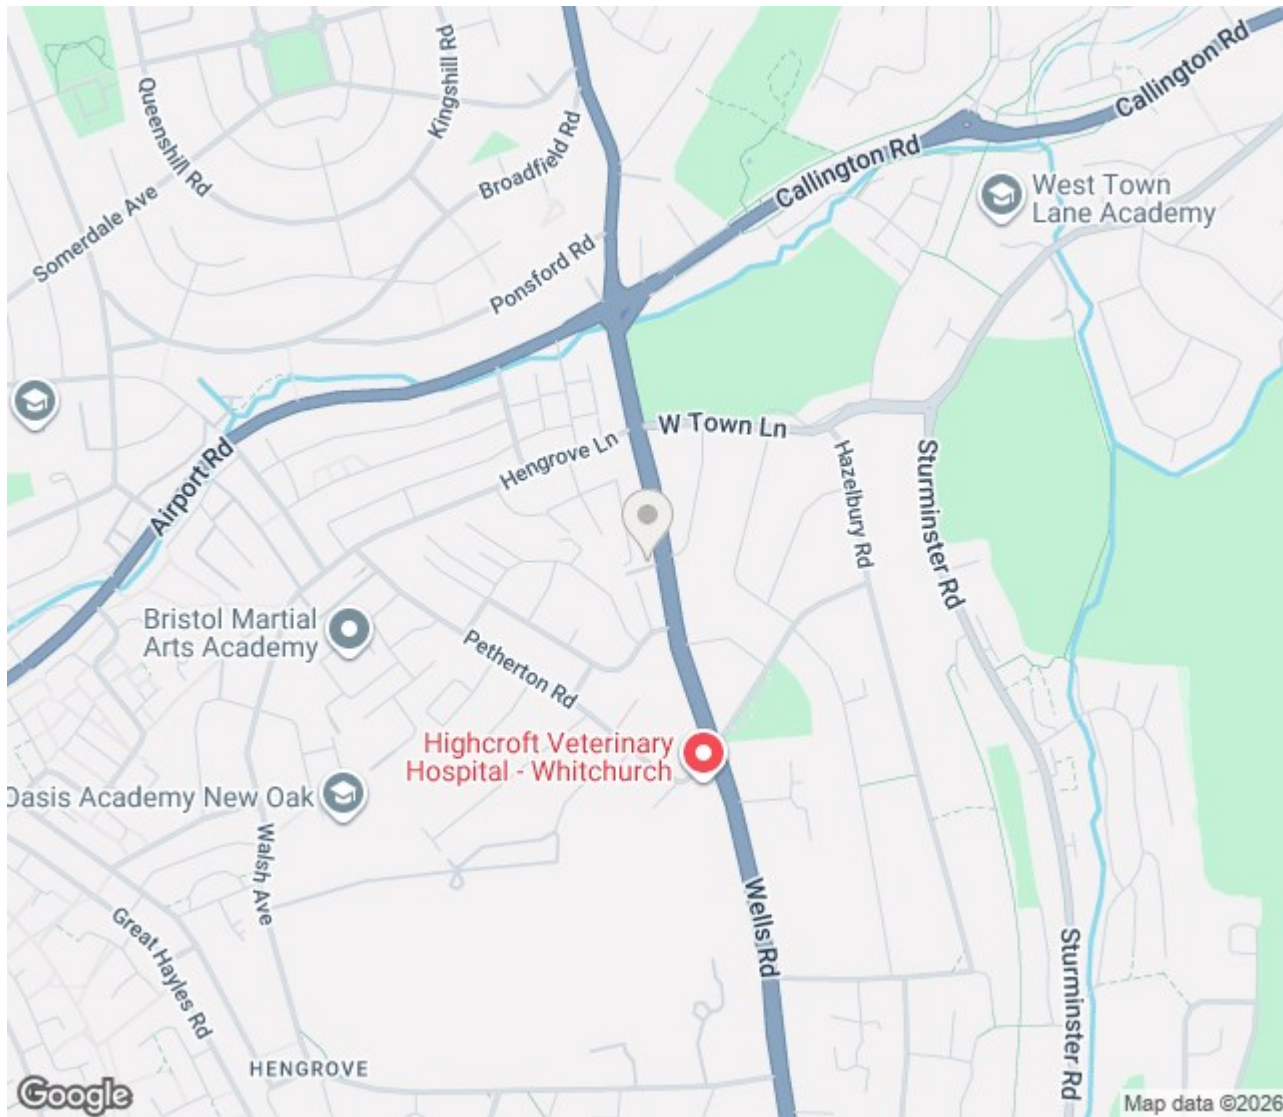 Kingshill Rd
Queenshill Rd
Broadfield Rd
Somerdale Ave
Ponsford Rd
Callington Rd
Callington Rd
West Town
Lane Academy
W Town Ln
Hengrove Ln
Airport Rd
Hazelbury Rd
Sturminster Rd
Bristol Martial
Arts Academy
Petherton Rd
Highcroft Veterinary
Hospital - Whitchurch
Oasis Academy New Oak
Walsh Ave
Great Hayles Rd
Wells Rd
Sturminster Rd
HENGROVE
Google
Map data ©2026